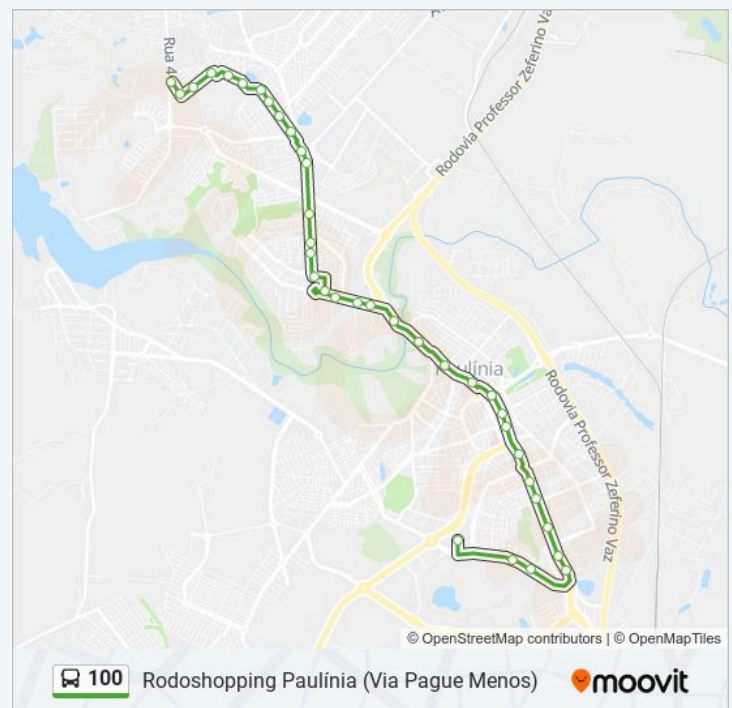 Rua 4
Rodovia Professor Zeferino Vaz
Paulínia
Rodovia Professor Zeferino Vaz
© OpenStreetMap contributors | © OpenMapTiles
100 Rodoshopping Paulínia (Via Pague Menos) moovit